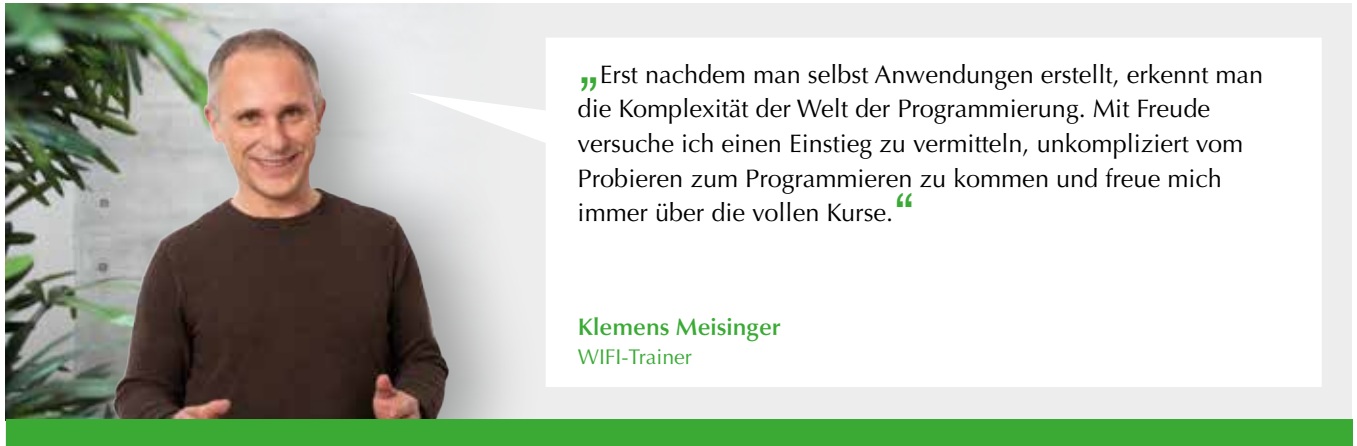 „Erst nachdem man selbst Anwendungen erstellt, erkennt man
die Komplexität der Welt der Programmierung. Mit Freude
versuche ich einen Einstieg zu vermitteln, unkompliziert vom
Probieren zum Programmieren zu kommen und freue mich
immer über die vollen Kurse.“
Klemens Meisinger
WIFI-Trainer